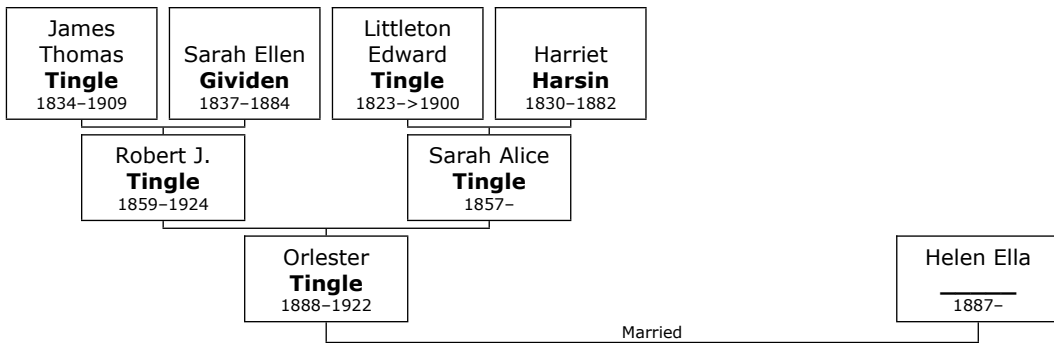 James
Thomas
Tingle
1834–1909
Sarah Ellen
Gividen
1837–1884
Littleton
Edward
Tingle
1823–>1900
Harriet
Harsin
1830–1882
Robert J.
Tingle
1859–1924
Sarah Alice
Tingle
1857–
Orlester
Tingle
1888–1922
Helen Ella
_____
1887–
Married